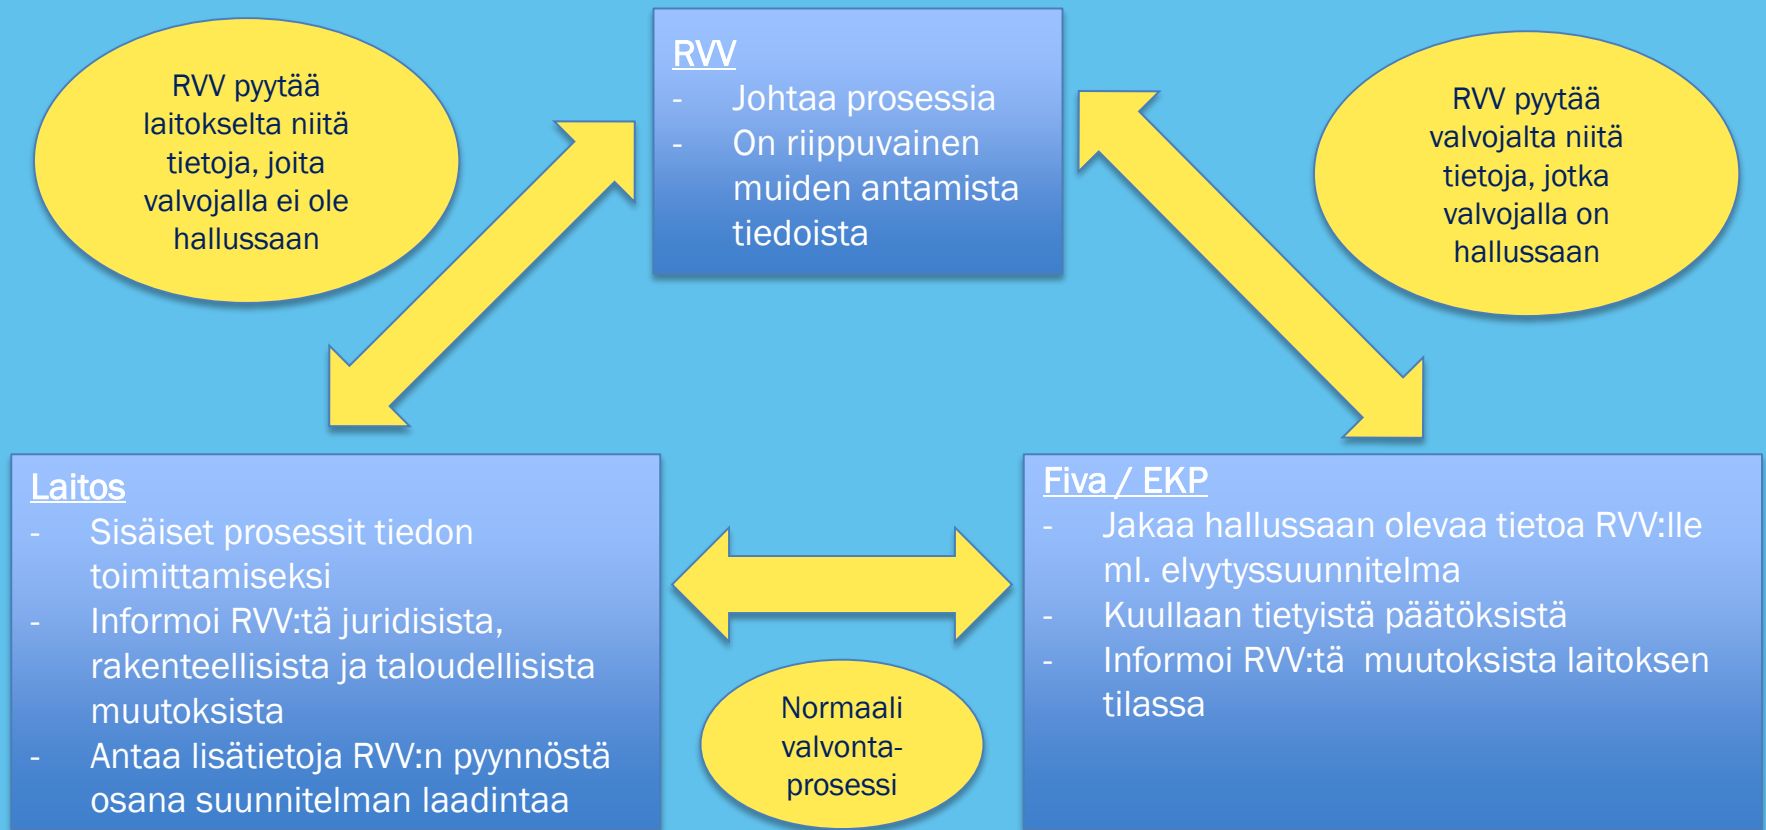 RVV pyytää
laitokselta niitä
tietoja, joita
valvojalla ei ole
hallussaan
RVV
- Johtaa prosessia
- On riippuvainen
muiden antamista
tiedoista
RVV pyytää
valvojalta niitä
tietoja, jotka
valvojalla on
hallussaan
Laitos
- Sisäiset prosessit tiedon
toimittamiseksi
- Informoi RVV:tä juridisista,
rakenteellisista ja taloudellisista
muutoksista
- Antaa lisätietoja RVV:n pyynnöstä
osana suunnitelman laadintaa
Normaali
valvonta-
prosessi
Fiva / EKP
- Jakaa hallussaan olevaa tietoa RVV:lle
ml. elvytyssuunnitelma
- Kuullaan tietyistä päätöksistä
- Informoi RVV:tä muutoksista laitoksen
tilassa